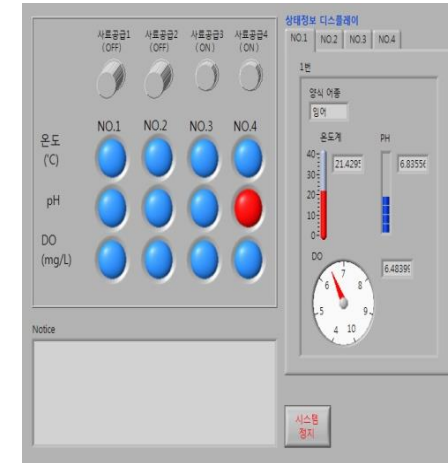 사료공급1 사료공급2 사료공급3 사료공급4
(OFF) (OFF) (ON) (ON)
NO.1 NO.2 NO.3 NO.4
온도
(℃)
pH
DO
(mg/L)
Notice
상태정보 디스플레이
NO.1 NO.2 NO.3 NO.4
1번
양식 어종
잉어
온도계 PH
40
30
20
10
0
21.4295
6.83556
DO
4 5 6 7 8 9 10
6.48399
시스템
정지